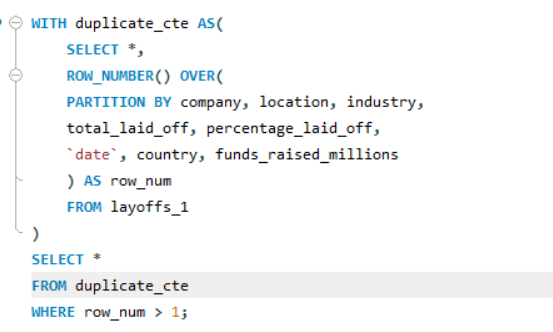 WITH duplicate_cte AS(
SELECT *,
ROW_NUMBER() OVER(
PARTITION BY company, location, industry,
total_laid_off, percentage_laid_off,
`date`, country, funds_raised_millions
) AS row_num
FROM layoffs_1
)
SELECT *
FROM duplicate_cte
WHERE row_num > 1;